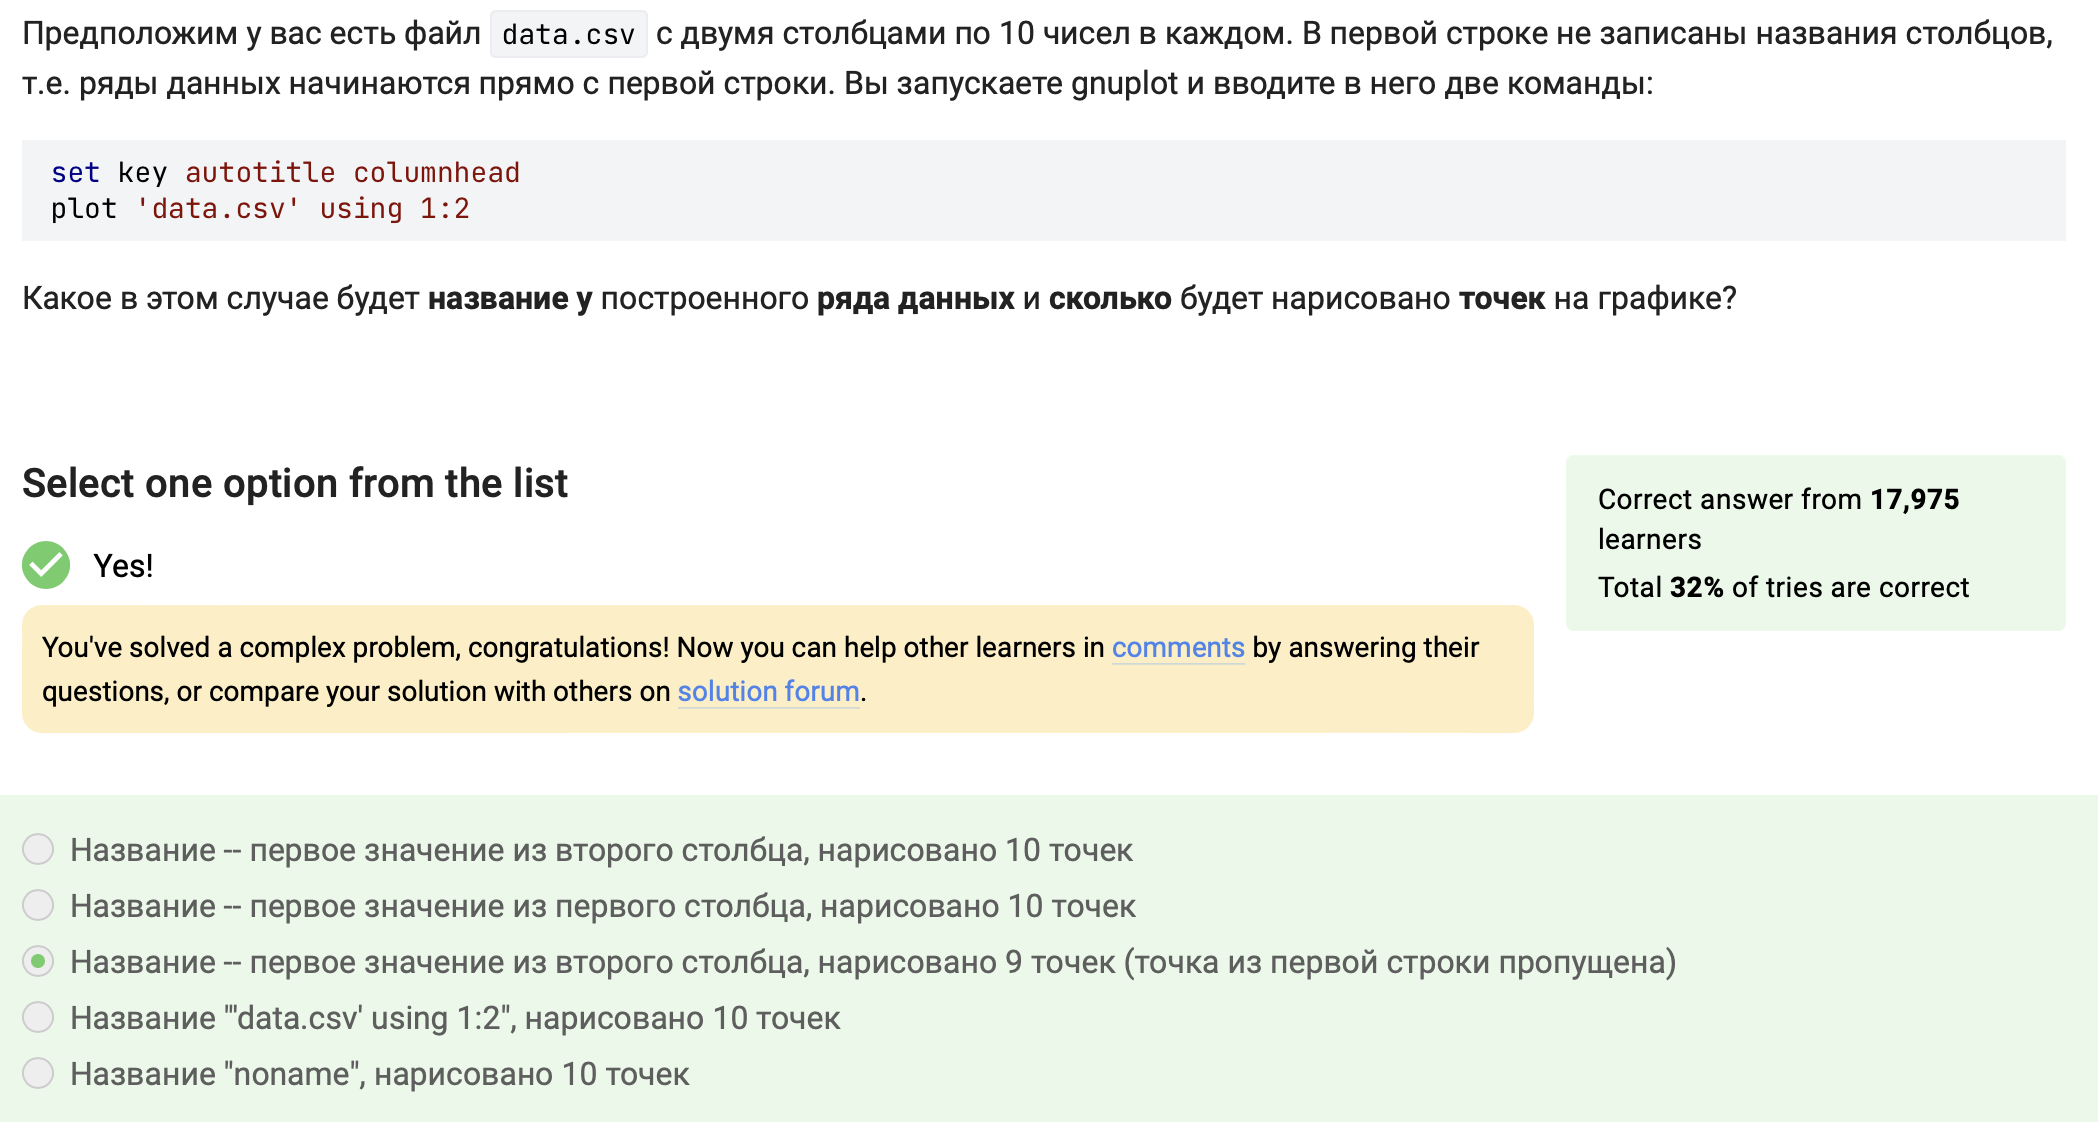 Предположим у вас есть файл data.csv с двумя столбцами по 10 чисел в каждом. В первой строке не записаны названия столбцов,
т.е. ряды данных начинаются прямо с первой строки. Вы запускаете gnuplot и вводите в него две команды:
set key autotitle columnhead
plot 'data.csv' using 1:2
Какое в этом случае будет название у построенного ряда данных и сколько будет нарисовано точек на графике?
Select one option from the list
Correct answer from 17,975
learners
Total 32% of tries are correct
Yes!
You've solved a complex problem, congratulations! Now you can help other learners in comments by answering their
questions, or compare your solution with others on solution forum.
Название -- первое значение из второго столбца, нарисовано 10 точек
Название -- первое значение из первого столбца, нарисовано 10 точек
Название -- первое значение из второго столбца, нарисовано 9 точек (точка из первой строки пропущена)
Название "'data.csv' using 1:2", нарисовано 10 точек
Название "noname", нарисовано 10 точек